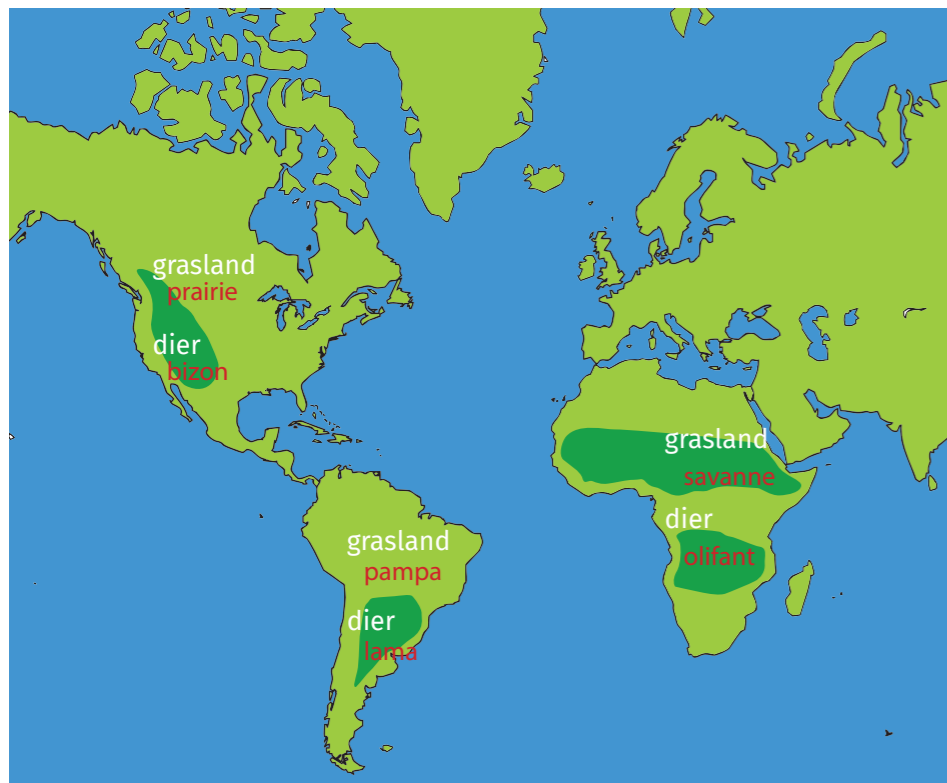 grasland
prairie
dier
bizon
grasland
savanne
dier
olifant
grasland
pampa
dier
lama